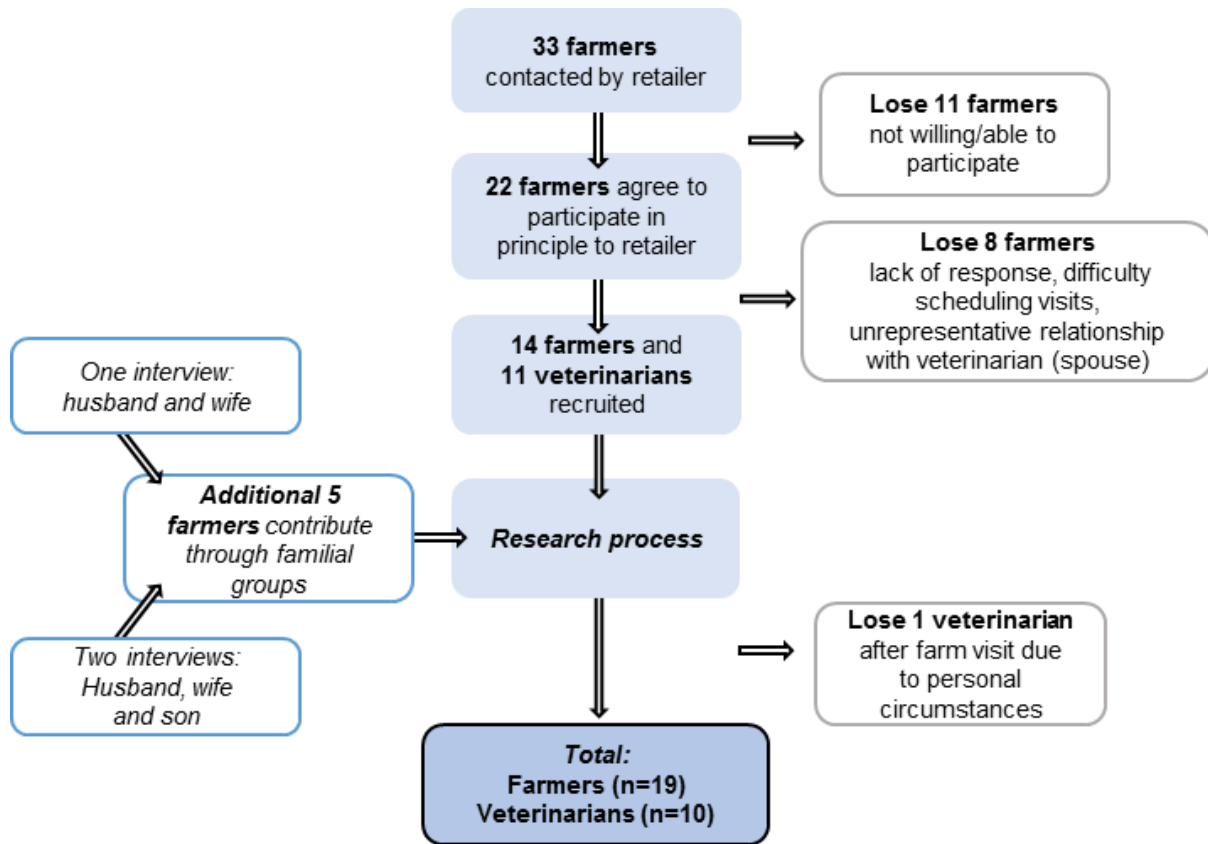 33 farmers
contacted by retailer
Lose 11 farmers
not willing/able to
participate
22 farmers agree to
participate in
principle to retailer
Lose 8 farmers
lack of response, difficulty
scheduling visits,
unrepresentative relationship
with veterinarian (spouse)
14 farmers and
11 veterinarians
recruited
One interview:
husband and wife
Additional 5
farmers contribute
through familial
groups
Research process
Two interviews:
Husband, wife
and son
Lose 1 veterinarian
after farm visit due
to personal
circumstances
Total:
Farmers (n=19)
Veterinarians (n=10)